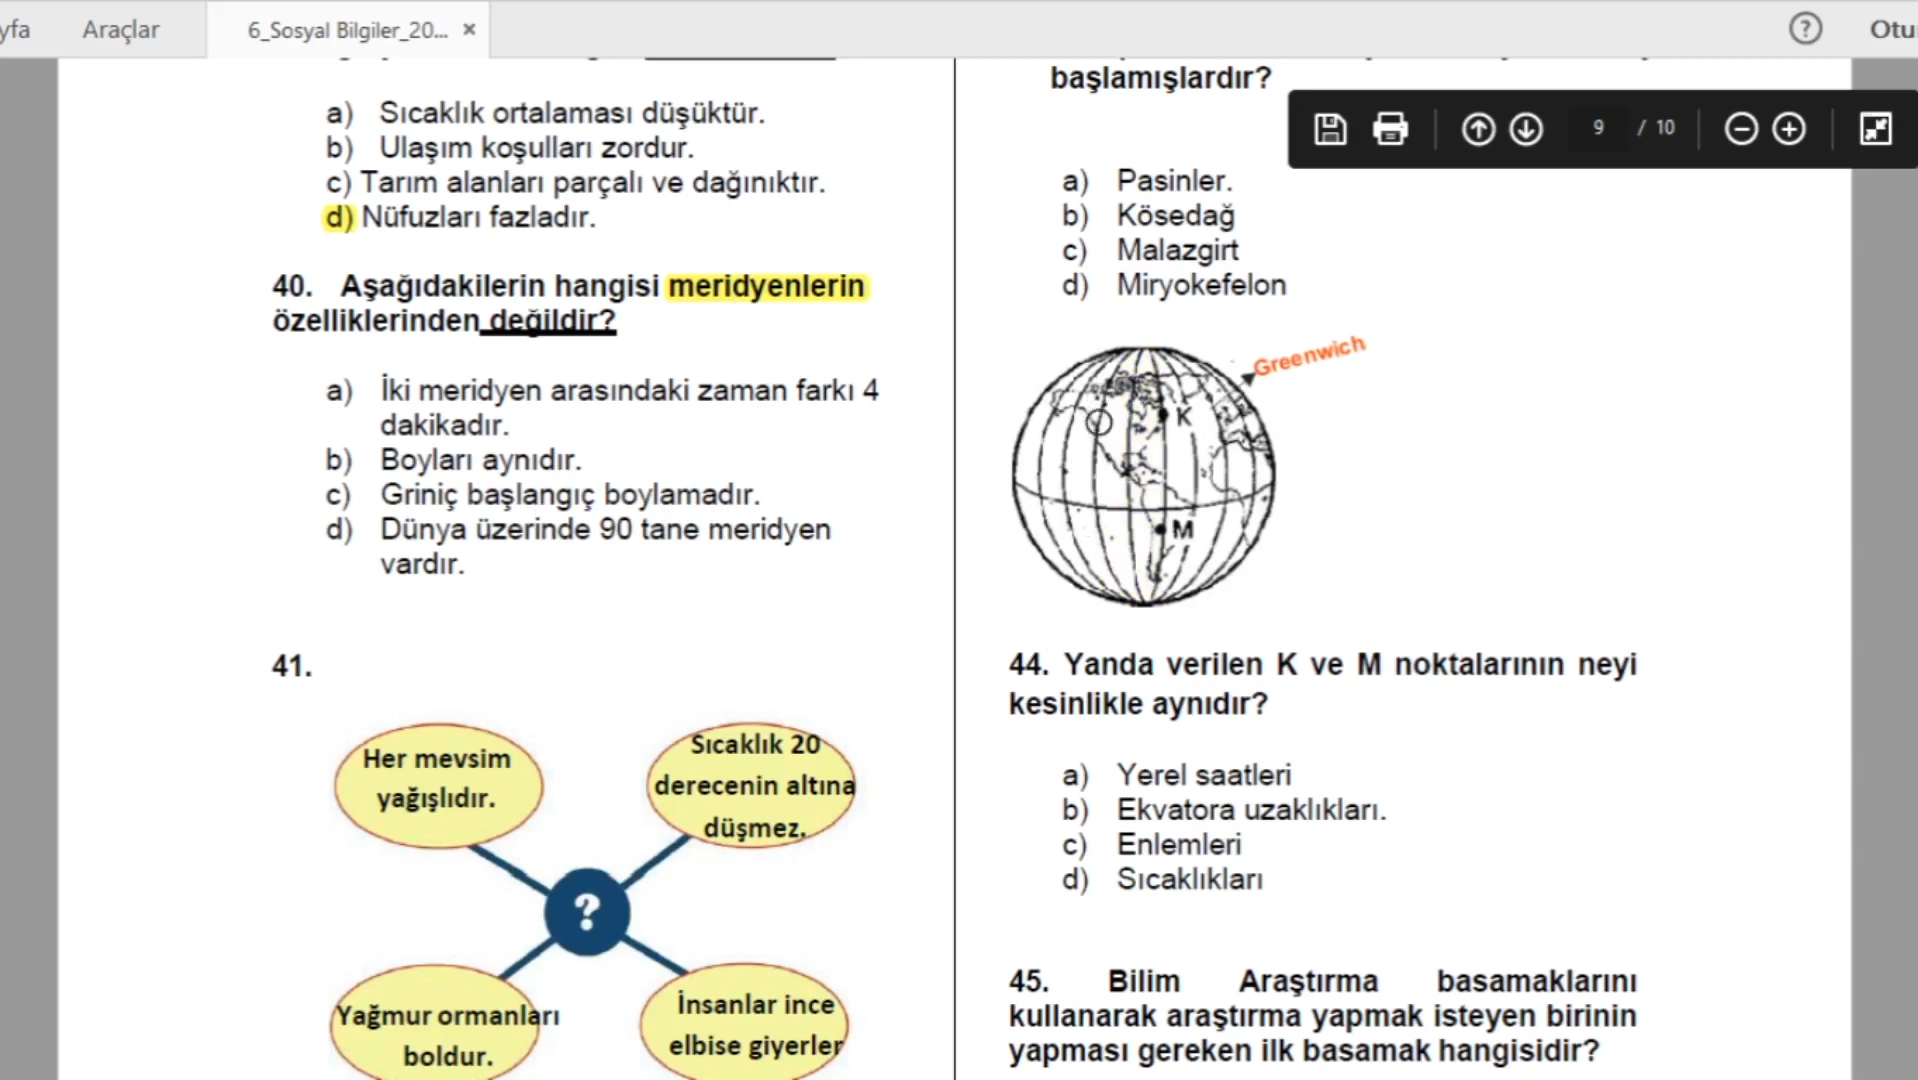 yfa
Araçlar
6_Sosyal Bilgiler_20... ×
?
Otu
a) Sıcaklık ortalaması düşüktür.
b) Ulaşım koşulları zordur.
c) Tarım alanları parçalı ve dağınıktır.
d) Nüfuzları fazladır.
40. Aşağıdakilerin hangisi meridyenlerin
özelliklerinden değildir?
a) İki meridyen arasındaki zaman farkı 4
dakikadır.
b) Boyları aynıdır.
c) Griniç başlangıç boylamadır.
d) Dünya üzerinde 90 tane meridyen
vardır.
41.
Her mevsim
yağışlıdır.
Sıcaklık 20
derecenin altına
düşmez.
?
Yağmur ormanları
boldur.
İnsanlar ince
elbise giyerler
başlamışlardır?
9 / 10
a) Pasinler.
b) Kösedağ
c) Malazgirt
d) Miryokefelon
Greenwich
K
M
44. Yanda verilen K ve M noktalarının neyi
kesinlikle aynıdır?
a) Yerel saatleri
b) Ekvatora uzaklıkları.
c) Enlemleri
d) Sıcaklıkları
45. Bilim Araştırma basamaklarını
kullanarak araştırma yapmak isteyen birinin
yapması gereken ilk basamak hangisidir?